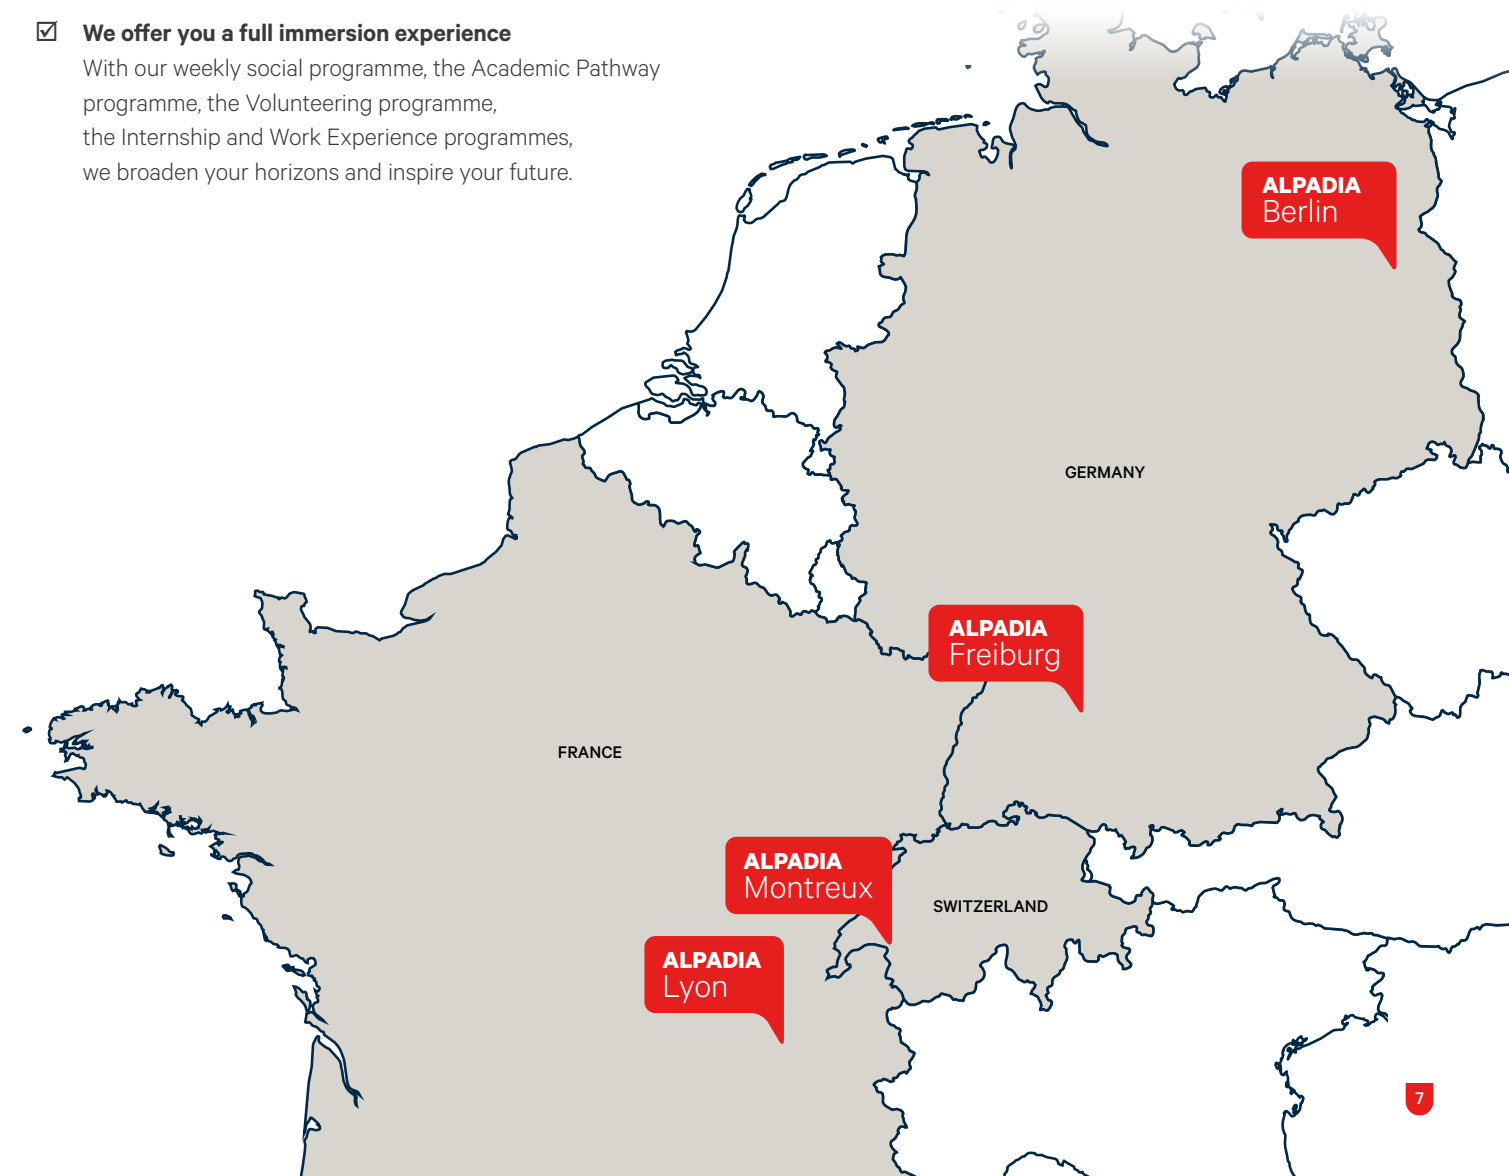 We offer you a full immersion experience
With our weekly social programme, the Academic Pathway
programme, the Volunteering programme,
the Internship and Work Experience programmes,
we broaden your horizons and inspire your future.
ALPADIA
Berlin
GERMANY
ALPADIA
Freiburg
FRANCE
ALPADIA
Montreux
SWITZERLAND
ALPADIA
Lyon
7